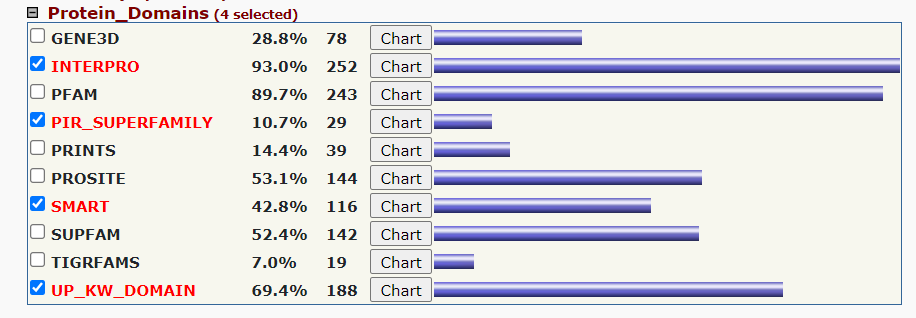 Protein_Domains (4 selected)
GENE3D 28.8% 78 Chart
INTERPRO 93.0% 252 Chart
PFAM 89.7% 243 Chart
PIR_SUPERFAMILY 10.7% 29 Chart
PRINTS 14.4% 39 Chart
PROSITE 53.1% 144 Chart
SMART 42.8% 116 Chart
SUPFAM 52.4% 142 Chart
TIGRFAMS 7.0% 19 Chart
UP_KW_DOMAIN 69.4% 188 Chart